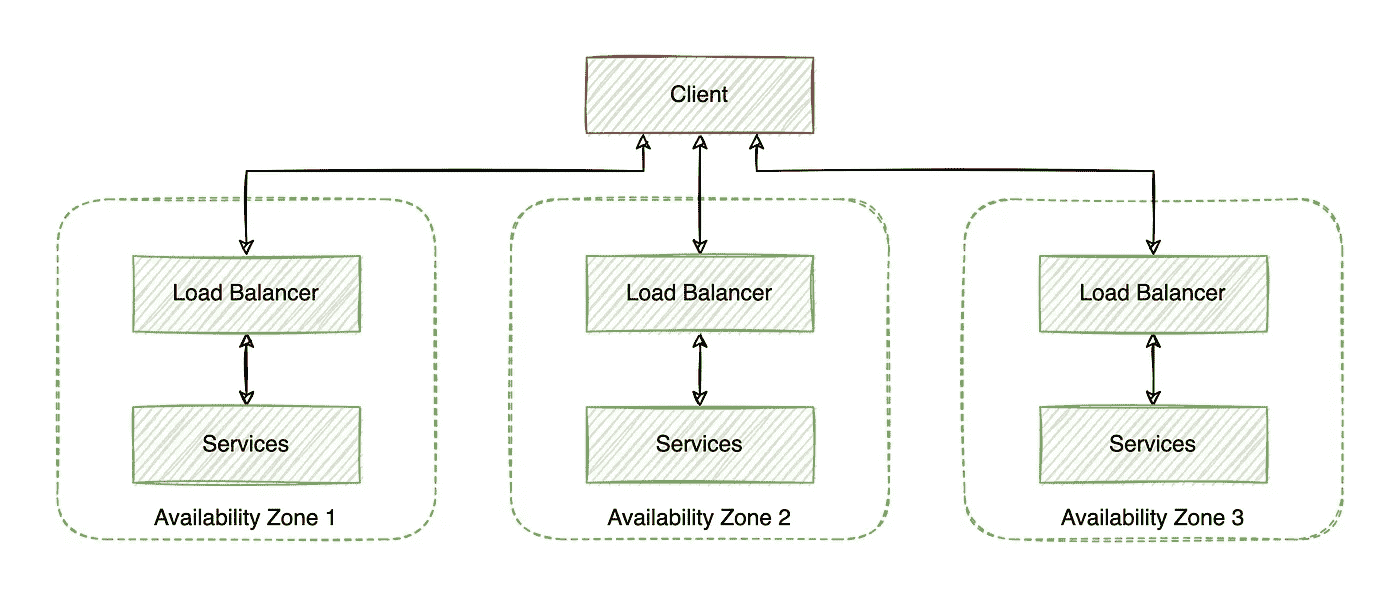 Client
Load Balancer
Load Balancer
Load Balancer
Services
Services
Services
Availability Zone 1
Availability Zone 2
Availability Zone 3